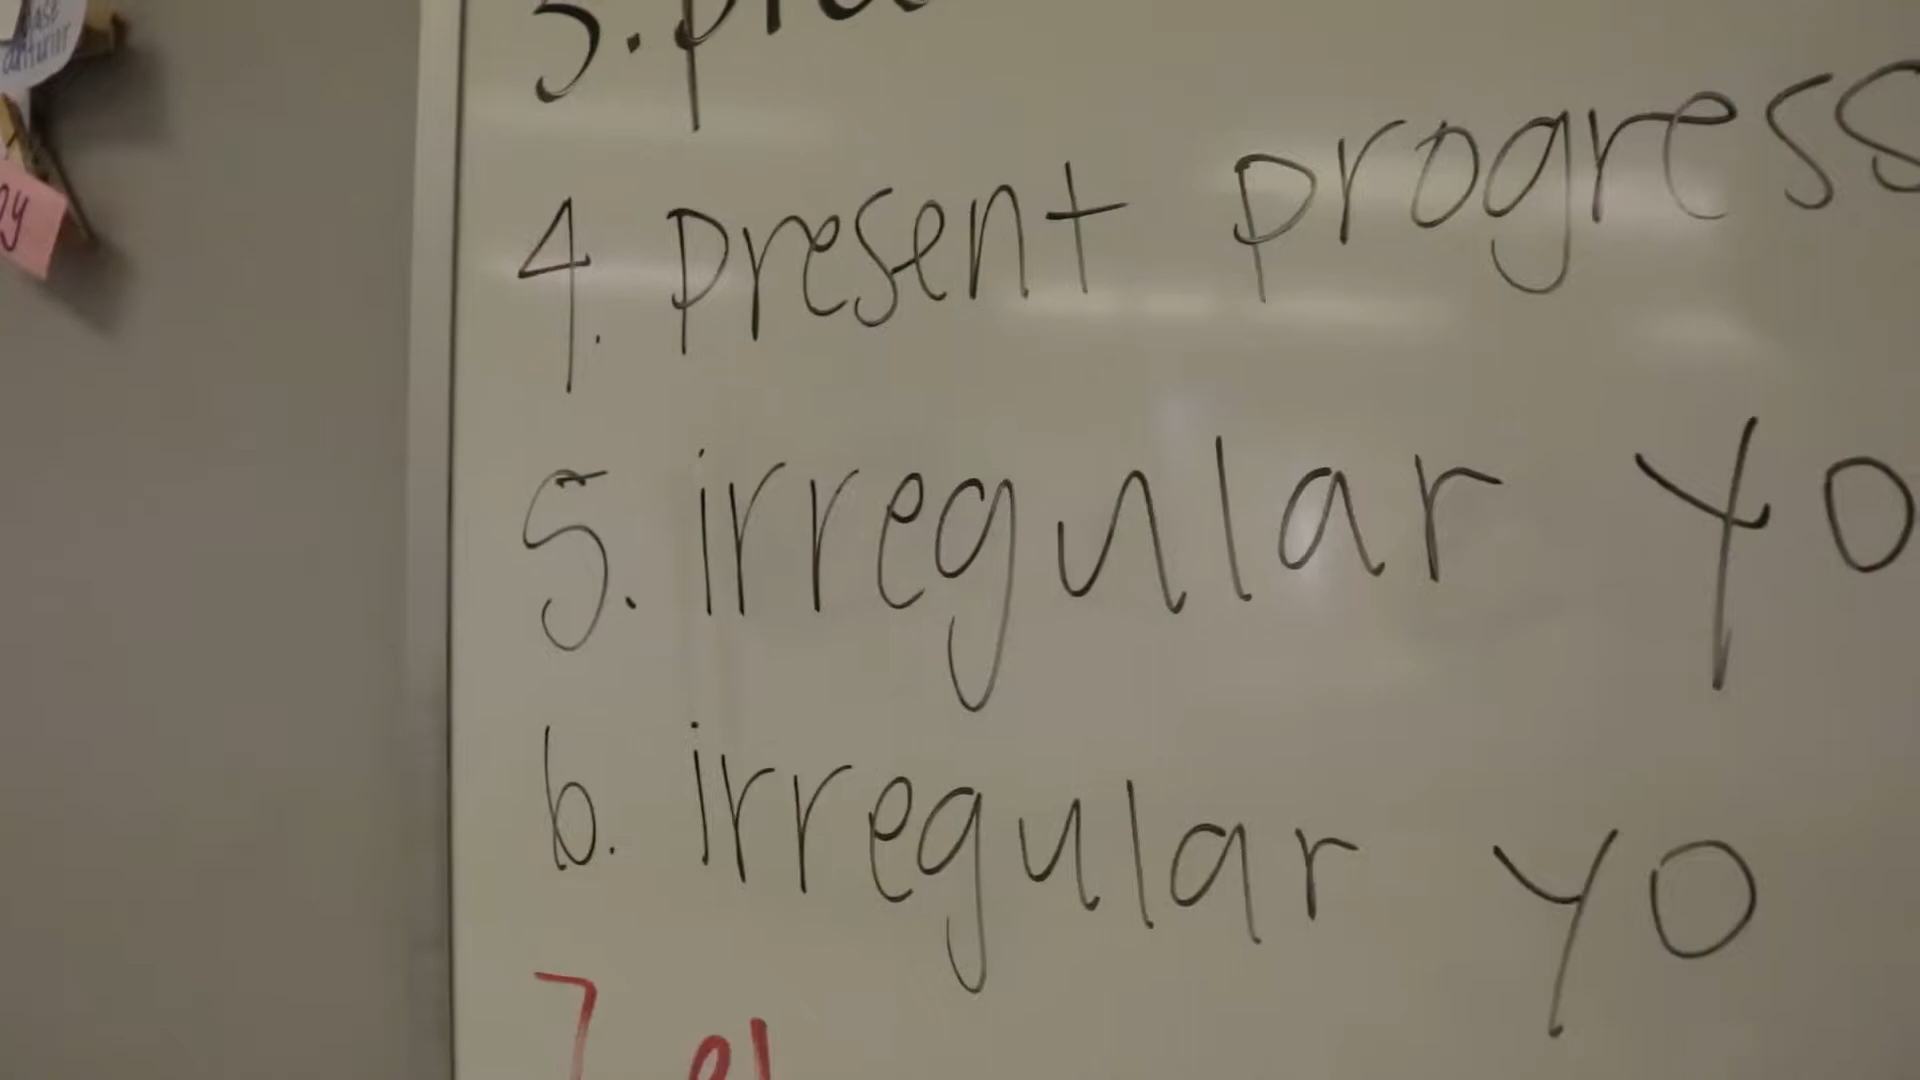 4. present progress
5. irregular yo
6. irregular yo
7